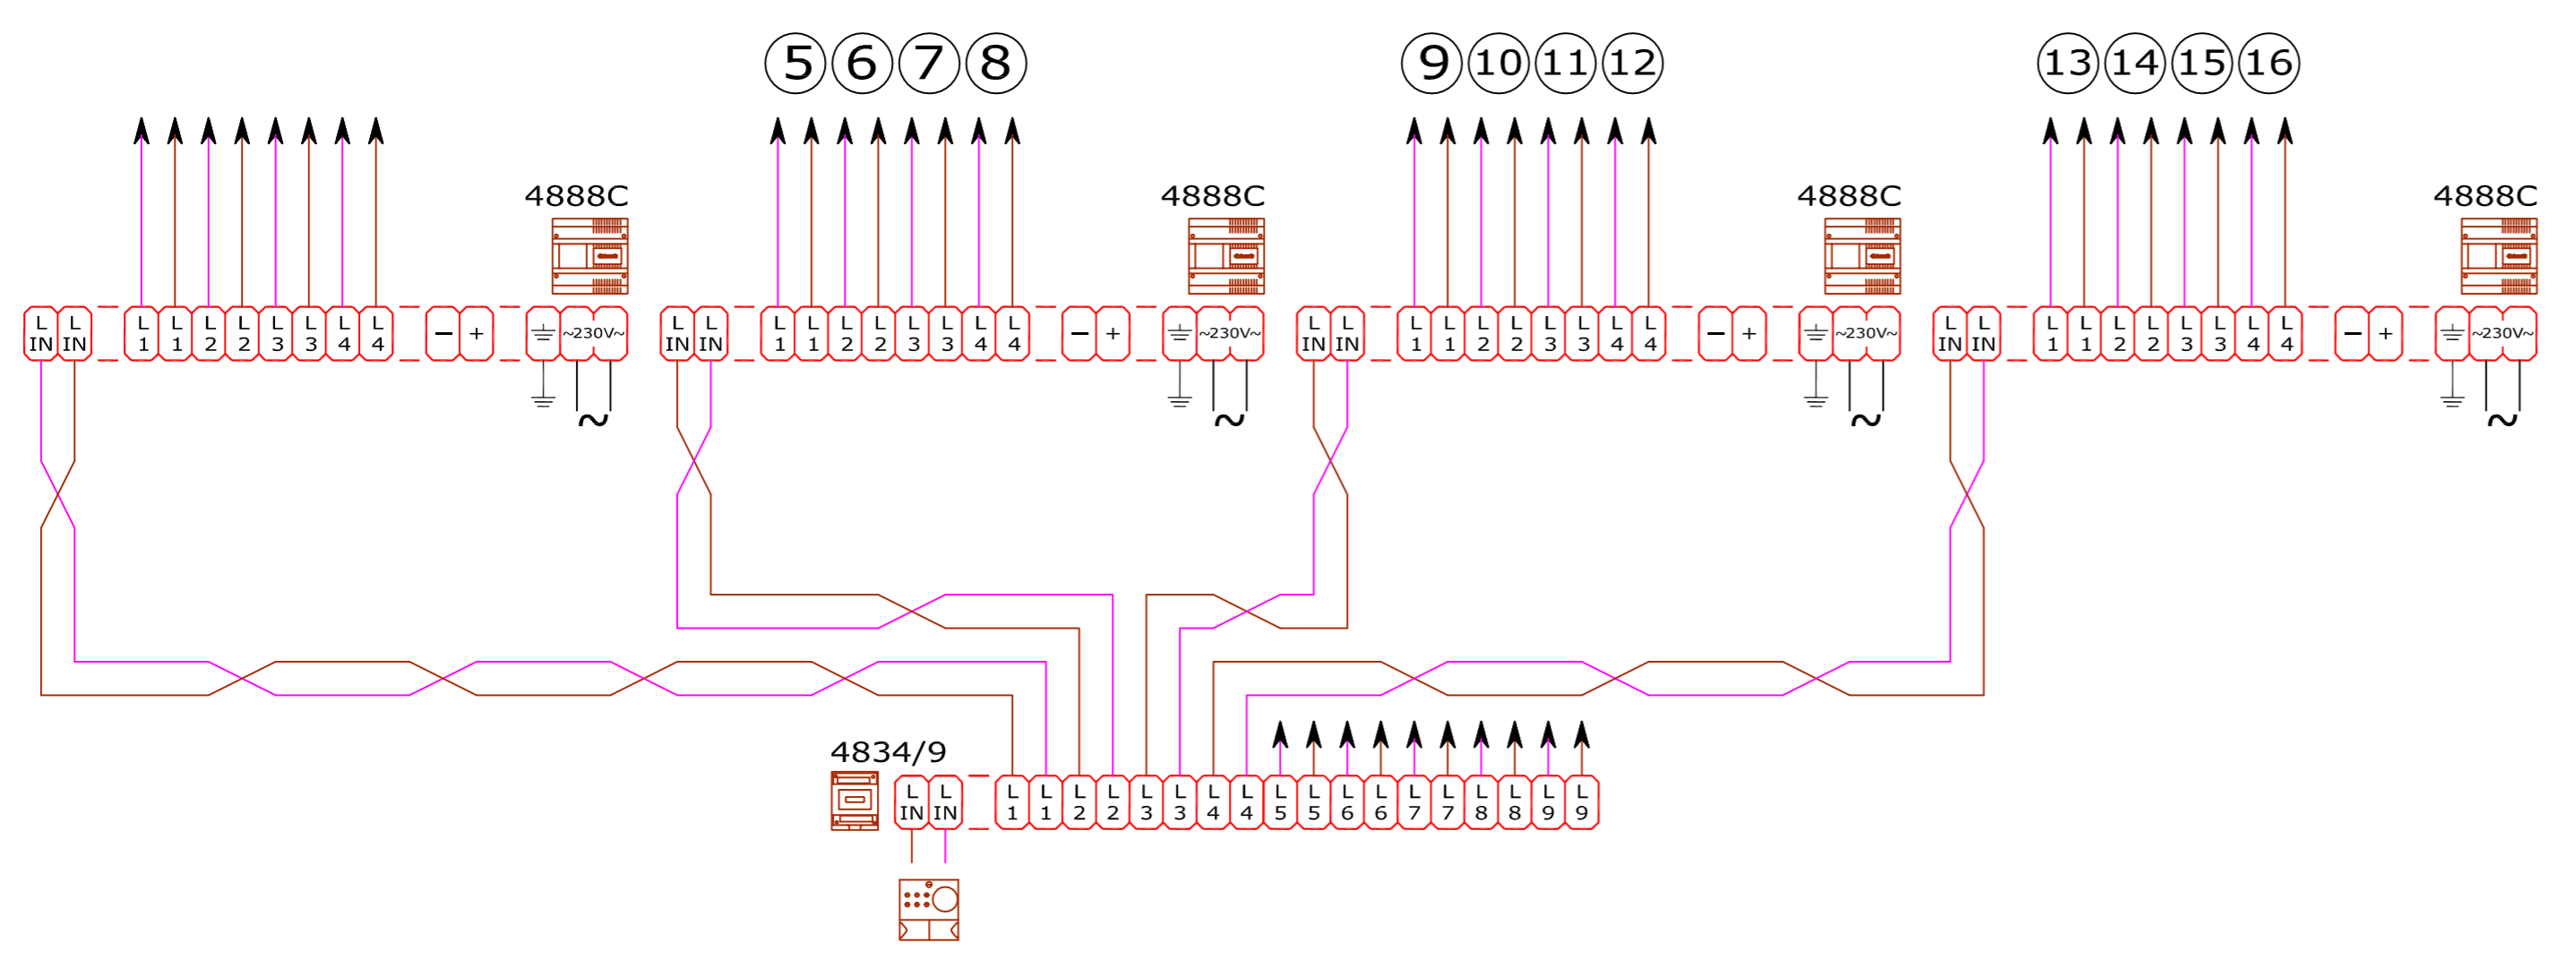 5 6 7 8 9 10 11 12 13 14 15 16
4888C 4888C 4888C 4888C
L IN L IN L 1 L 1 L 2 L 2 L 3 L 3 L 4 L 4 − + ~230V~ L IN L IN L 1 L 1 L 2 L 2 L 3 L 3 L 4 L 4 − + ~230V~ L IN L IN L 1 L 1 L 2 L 2 L 3 L 3 L 4 L 4 − + ~230V~ L IN L IN L 1 L 1 L 2 L 2 L 3 L 3 L 4 L 4 − + ~230V~
~ ~ ~ ~
4834/9
L IN L IN L 1 L 1 L 2 L 2 L 3 L 3 L 4 L 4 L 5 L 5 L 6 L 6 L 7 L 7 L 8 L 8 L 9 L 9